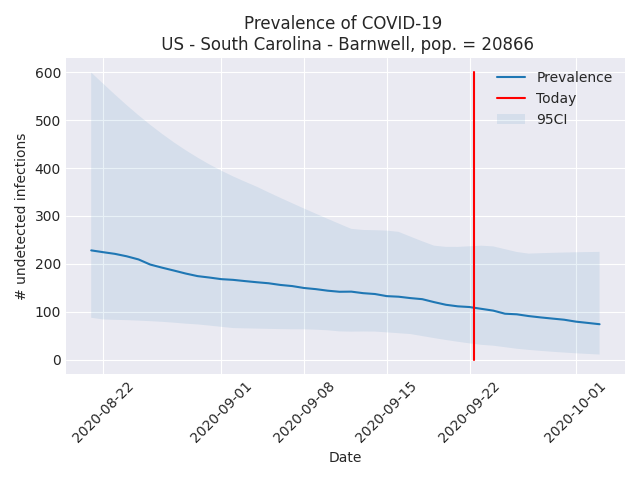 Prevalence of COVID-19
US - South Carolina - Barnwell, pop. = 20866
Prevalence
Today
95CI
600
500
400
300
200
100
0
# undetected infections
2020-08-22
2020-09-01
2020-09-08
2020-09-15
2020-09-22
2020-10-01
Date